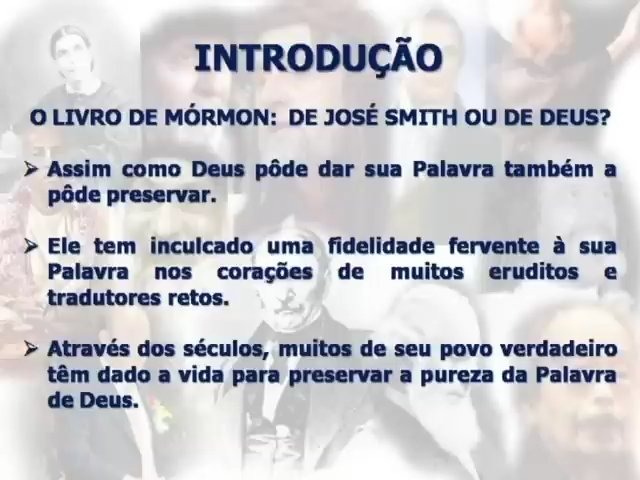 INTRODUÇÃO
O LIVRO DE MÓRMON: DE JOSÉ SMITH OU DE DEUS?
➢ Assim como Deus pôde dar sua Palavra também a
pôde preservar.
➢ Ele tem inculcado uma fidelidade fervente à sua
Palavra nos corações de muitos eruditos e
tradutores retos.
➢ Através dos séculos, muitos de seu povo verdadeiro
têm dado a vida para preservar a pureza da Palavra
de Deus.